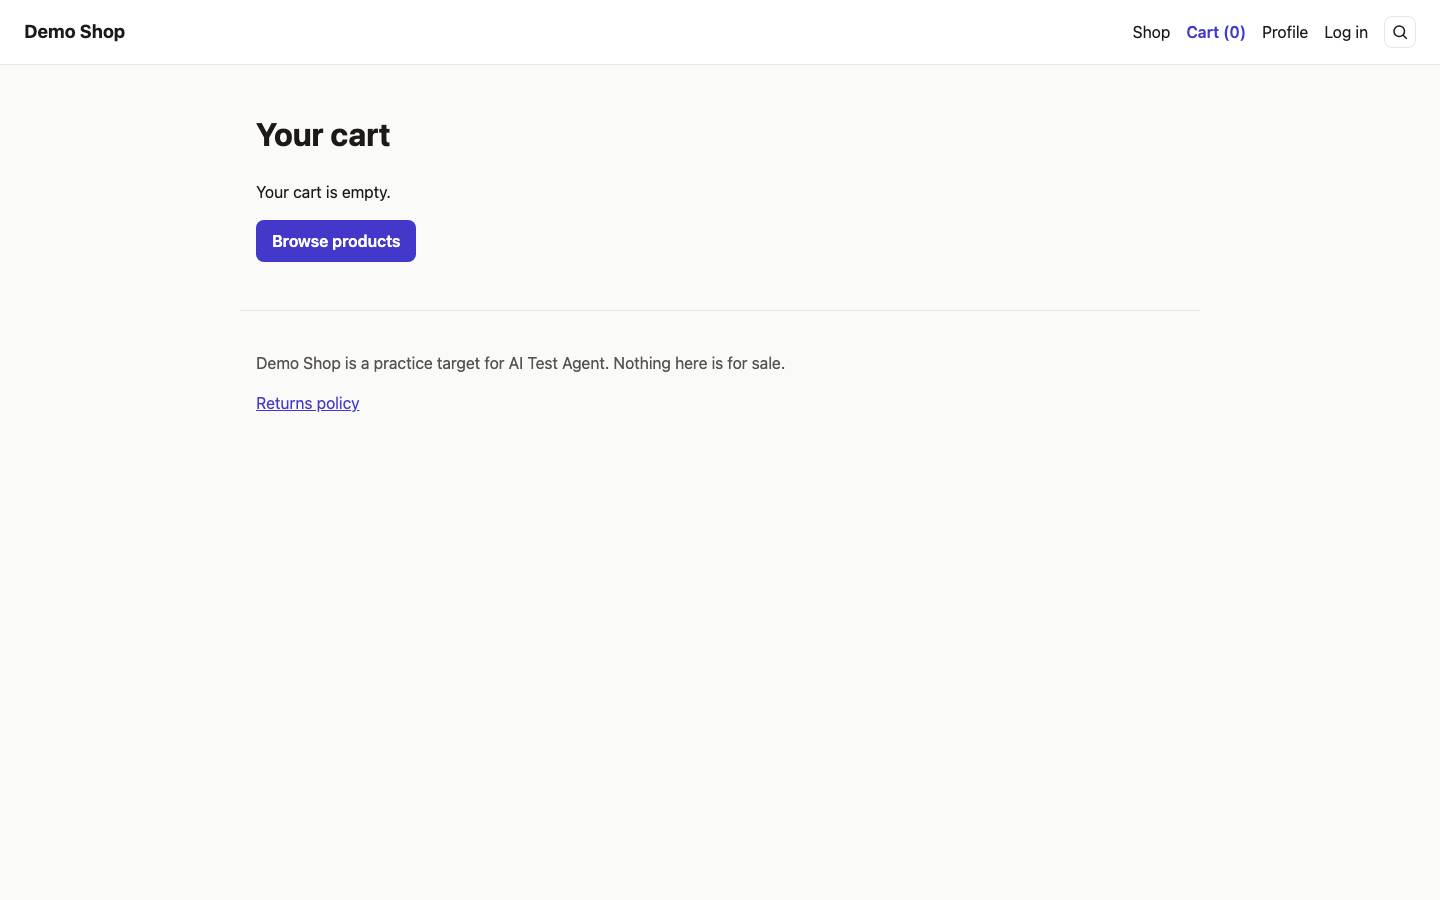 Demo Shop
Shop Cart (0) Profile Log in
Your cart
Your cart is empty.
Browse products
Demo Shop is a practice target for AI Test Agent. Nothing here is for sale.
Returns policy